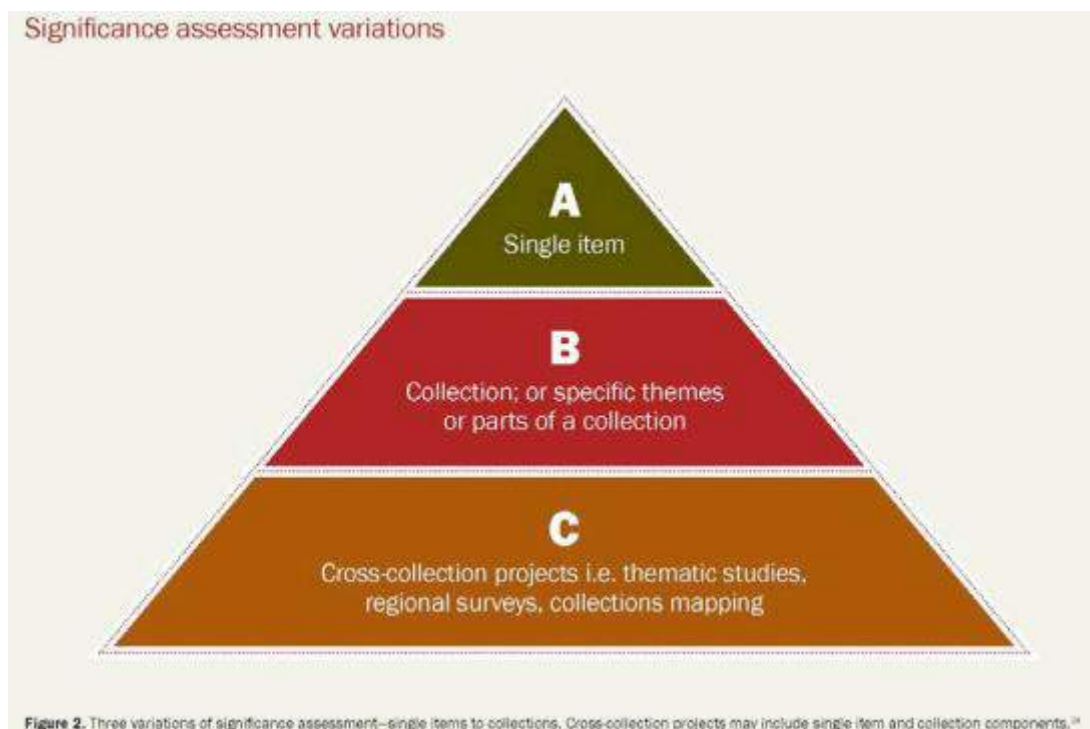 Significance assessment variations
A
Single item
B
Collection; or specific themes
or parts of a collection
C
Cross-collection projects i.e. thematic studies,
regional surveys, collections mapping
Figure 2. Three variations of significance assessment—single items to collections. Cross-collection projects may include single item and collection components.